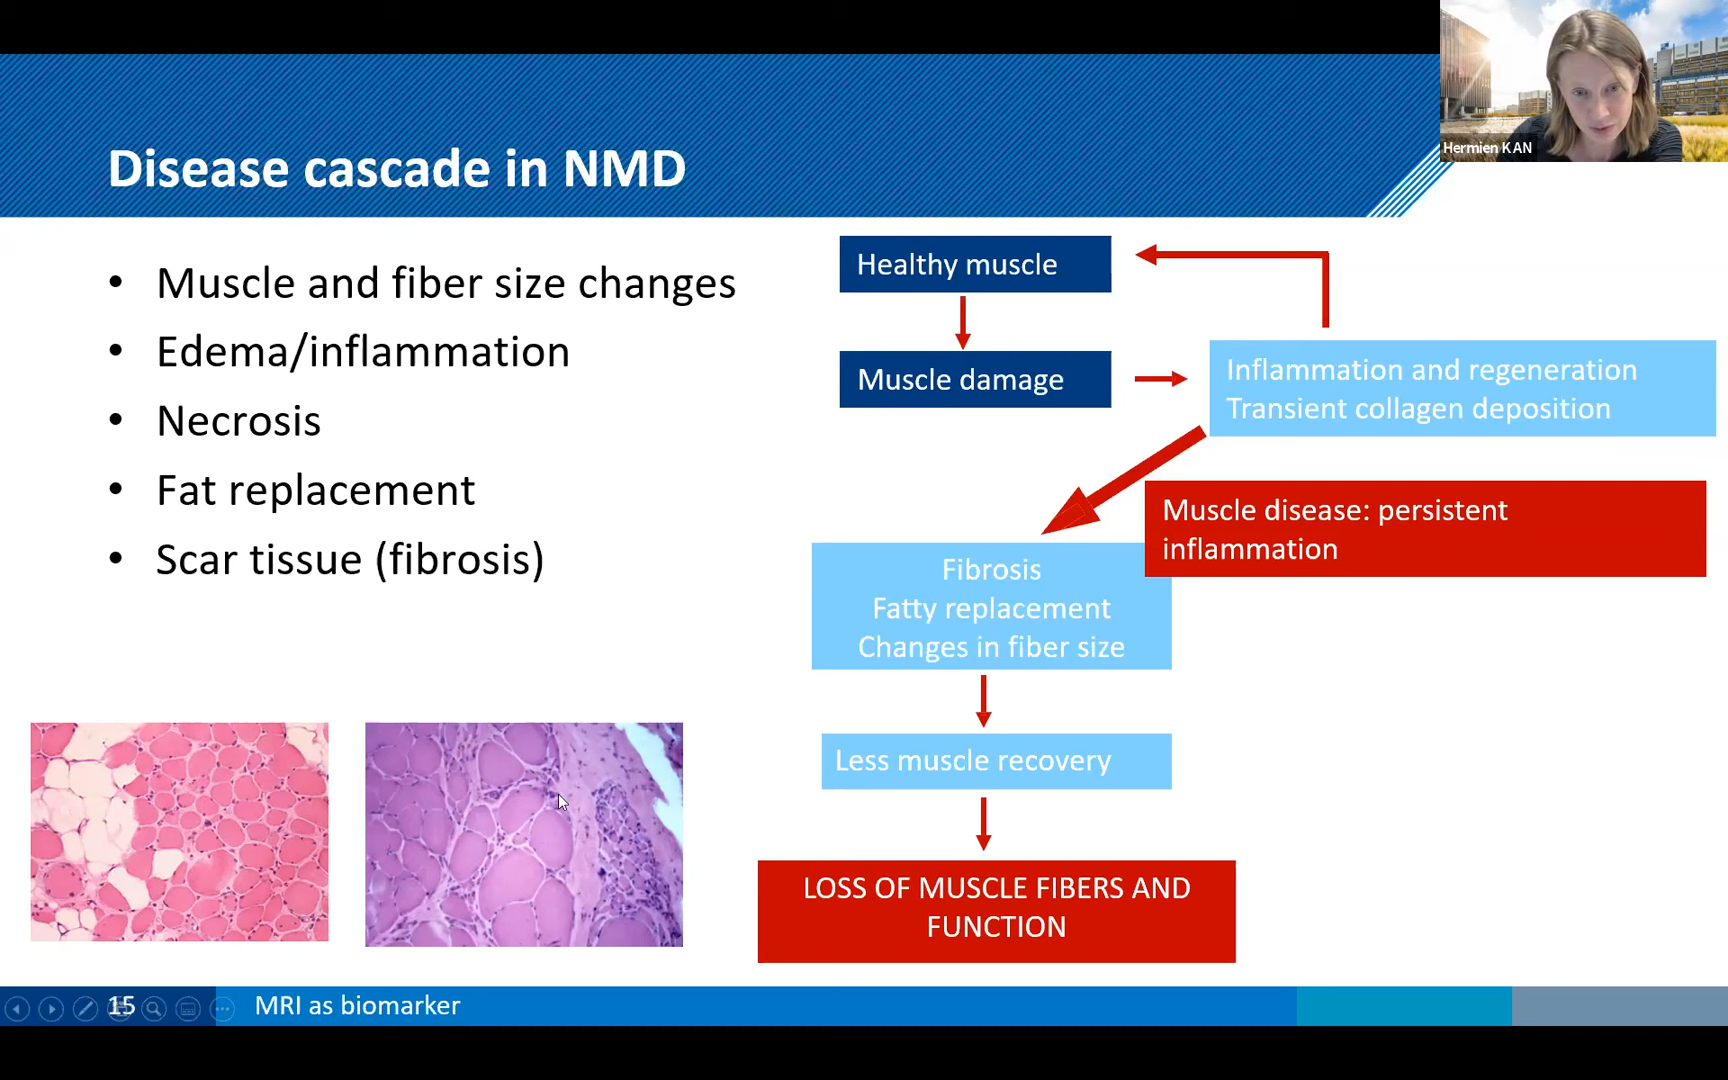 Hermien KAN
Disease cascade in NMD
• Muscle and fiber size changes
• Edema/inflammation
• Necrosis
• Fat replacement
• Scar tissue (fibrosis)
Healthy muscle
Muscle damage
Inflammation and regeneration
Transient collagen deposition
Muscle disease: persistent
inflammation
Fibrosis
Fatty replacement
Changes in fiber size
Less muscle recovery
LOSS OF MUSCLE FIBERS AND
FUNCTION
15
MRI as biomarker